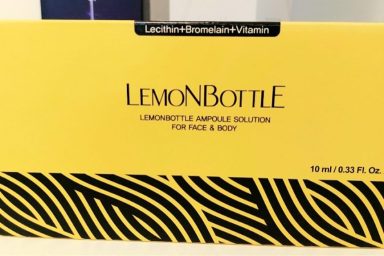 Lecithin+Bromelain+Vitamin
LEMONBOTTLE
LEMONBOTTLE AMPOULE SOLUTION
FOR FACE & BODY
10 ml / 0.33 Fl. Oz.